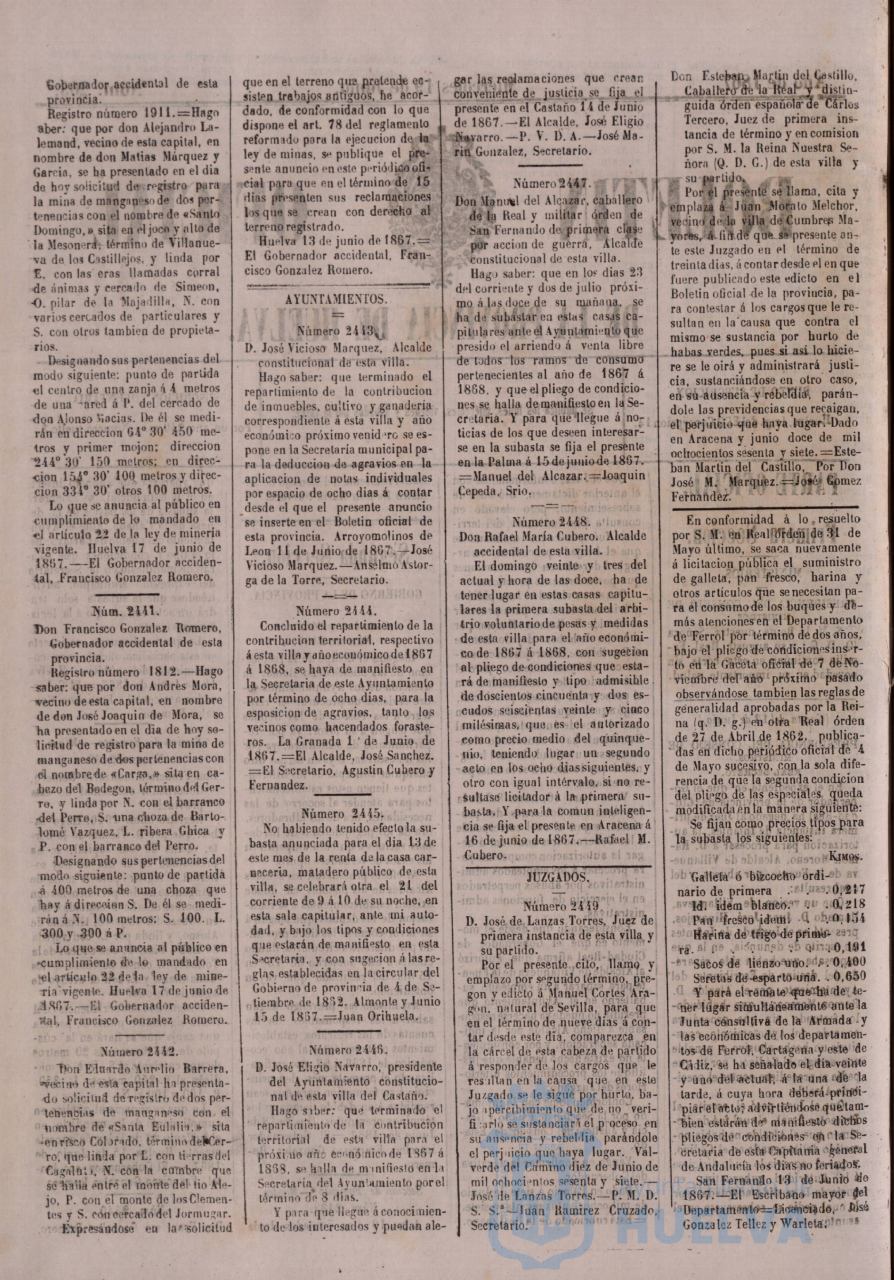 Gobernador accidental de esta
provincia.
Registro número 1911.=Hago
saber: que por don Alejandro La-
lemand, vecino de esta capital, en
nombre de don Matias Márquez y
Garcia, se ha presentado en el dia
de hoy solicitud de registro para
la mina de manganeso de dos per-
tenencias con el nombre de «Santo
Domingo,» sita en el joco y alto de
la Mesonera, término de Villanue-
va de los Castillejos, y linda por
E. con las eras llamadas corral
de ánimas y cercado de Simeon,
O. pilar de la Majadilla, N. con
varios cercados de particulares y
S. con otros tambien de propieta-
rios.
Designando sus pertenencias del
modo siguiente: punto de partida
el centro de una zanja á 4 metros
de una ared á P. del cercado de
don Alonso Macias. De él se medi-
rán en direccion 64° 30' 450 me-
tros y primer mojon; direccion
244° 30' 150 metros; en direc-
cion 154° 30' 100 metros y direc-
cion 334° 30' otros 100 metros.
Lo que se anuncia al público en
cumplimiento de lo mandado en
el artículo 22 de la ley de minería
vigente. Huelva 17 de junio de
1867.—El Gobernador acciden-
tal, Francisco Gonzalez Romero.
Núm. 2441.
Don Francisco Gonzalez Romero,
Gobernador accidental de esta
provincia.
Registro número 1812.—Hago
saber: que por don Andrés Mora,
vecino de esta capital, en nombre
de don José Joaquin de Mora, se
ha presentado en el dia de hoy so-
licitud de registro para la mina de
manganeso de dos pertenencias con
el nombre de «Carga,» sita en ca-
bezo del Bodegon, término del Cer-
ro, y linda por N. con el barranco
del Perro, S. una choza de Barto-
lomé Vazquez, L. ribera Chica y
P. con el barranco del Perro.
Designando sus pertenencias del
modo siguiente: punto de partida
á 400 metros de una choza que
hay á direccion S. De él se medi-
rán á N. 100 metros; S. 100. L.
300 y 300 á P.
Lo que se anuncia al público en
cumplimiento de lo mandado en
el artículo 22 de la ley de mine-
ría vigente. Huelva 17 de junio de
1867.—El Gobernador acciden-
tal, Francisco Gonzalez Romero.
Número 2442.
Don Eduardo Aurelio Barrera,
vecino de esta capital ha presenta-
do solicitud de registro de dos per-
tenencias de manganeso con el
nombre de «Santa Eulalia,» sita
en risco Colorado, término del Cer-
ro, que linda por L. con tierras del
Cagalnto, N. con la cumbre que
se halla entre el monte del tio Ale-
jo, P. con el monte de los Clemen-
tes y S. con cercado del Jormugar.
Expresándose en la solicitud
que en el terreno que pretende ec-
sisten trabajos antiguos, he acor-
dado, de conformidad con lo que
dispone el art. 78 del reglamento
reformado para la ejecucion de la
ley de minas, se publique el pre-
sente anuncio en este periódico ofi-
cial para que en el término de 15
dias presenten sus reclamaciones
los que se crean con derecho al
terreno registrado.
Huelva 13 de junio de 1867.=
El Gobernador accidental, Fran-
cisco Gonzalez Romero.
AYUNTAMIENTOS.
Número 2443.
D. José Vicioso Marquez, Alcalde
constitucional de esta villa.
Hago saber: que terminado el
repartimiento de la contribucion
de inmuebles, cultivo y ganaderia
correspondiente á esta villa y año
económico próximo venidero se es-
pone en la Secretaría municipal pa-
ra la deduccion de agravios en la
aplicacion de notas individuales
por espacio de ocho dias á contar
desde el que el presente anuncio
se inserte en el Boletin oficial de
esta provincia. Arroyomolinos de
Leon 11 de Junio de 1867.—José
Vicioso Marquez.—Anselmo Astor-
ga de la Torre, Secretario.
Número 2444.
Concluido el repartimiento de la
contribucion territorial, respectivo
á esta villa y año economico de 1867
á 1868, se haya de manifiesto en
la Secretaria de este Ayuntamiento
por término de ocho dias, para la
esposicion de agravios, tanto los
vecinos como hacendados foraste-
ros. La Granada 1 de Junio de
1867.=El Alcalde, José Sanchez.
=El Secretario, Agustin Cubero y
Fernandez.
Número 2445.
No habiendo tenido efecto la su-
basta anunciada para el dia 13 de
este mes de la renta de la casa car-
neceria, matadero público de esta
villa, se celebrará otra el 21 del
corriente de 9 á 10 de su noche, en
en esta sala capitular, ante mi auto-
dad, y bajo los tipos y condiciones
que estarán de manifiesto en esta
Secretaría, y con sugecion á las re-
glas establecidas en la circular del
Gobierno de provincia de 4 de Se-
tiembre de 1862. Almonte y Junio
15 de 1867.=Juan Orihuela.
Número 2446.
D. José Eligio Navarro, presidente
del Ayuntamiento constitucio-
nal de esta villa del Castaño.
Hago saber: que terminado el
repartimiento de la contribucion
territorial de esta villa para el
próximo año económico de 1867 á
1868, se halla de manifiesto en la
Secretaria del Ayuntamiento por el
término de 8 dias.
Y para que llegue á conocimien-
to de los interesados y puedan ale-
gar las reclamaciones que crean
conveniente de justicia se fija el
presente en el Castaño 14 de Junio
de 1867.—El Alcalde, José Eligio
Navarro.—P. V. D. A.—José Ma-
rin Gonzalez, Secretario.
Número 2447.
Don Manuel del Alcazar, caballero
de la Real y militar órden de
San Fernando de primera clase
por accion de guerra, Alcalde
constitucional de esta villa.
Hago saber: que en los dias 23
del corriente y dos de julio próxi-
mo á las doce de su mañana, se
ha de subastar en estas casas ca-
pitulares ante el Ayuntamiento que
presido el arriendo á venta libre
de todos los ramos de consumo
pertenecientes al año de 1867 á
1868, y que el pliego de condicio-
nes se halla de manifiesto en la Se-
cretaria. Y para que llegue á no-
ticias de los que deseen interesar-
se en la subasta se fija el presente
en la Palma á 15 de junio de 1867.
=Manuel del Alcazar.=Joaquin
Cepeda, Srio.
Número 2448.
Don Rafael María Cubero. Alcalde
accidental de esta villa.
El domingo veinte y tres del
actual y hora de las doce, ha de
tener lugar en estas casas capitu-
lares la primera subasta del arbi-
trio voluntario de pesas y medidas
de esta villa para el año económi-
co de 1867 á 1868, con sugecion
al pliego de condiciones que esta-
rá de manifiesto y tipo admisible
de doscientos cincuenta y dos es-
cudos seiscientas veinte y cinco
milésimas, que es el autorizado
como precio medio del quinque-
nio, teniendo lugar un segundo
acto en los ocho dias siguientes, y
otro con igual intérvalo, si no re-
sultase licitador á la primera su-
basta. Y para la comun inteligen-
cia se fija el presente en Aracena á
16 de junio de 1867.—Rafael M.
Cubero.
JUZGADOS.
Número 2449.
D. José de Lanzas Torres, Juez de
primera instancia de esta villa y
su partido.
Por el presente cito, llamo y
emplazo por segundo término, pre-
gon y edicto á Manuel Cortes Ara-
gon, natural de Sevilla, para que
en el término de nueve dias á con-
tar desde este dia, comparezca en
la cárcel de esta cabeza de partido
á responder de los cargos que le
resultan en la causa que en este
Juzgado se le sigue por hurto, ba-
jo apercibimiento que de no veri-
ficarlo se sustanciará el proceso en
su ausencia y rebeldia parándole
el perjuicio que haya lugar. Val-
verde del Camino diez de Junio de
mil ochocientos sesenta y siete.—
José de Lanzas Torres.—P. M. D.
S. S.ª—Juan Ramirez Cruzado,
Secretario.
Don Esteban Martin del Castillo,
Caballero de la Real y distin-
guida órden española de Cárlos
Tercero, Juez de primera ins-
tancia de término y en comision
por S. M. la Reina Nuestra Se-
ñora (Q. D. G.) de esta villa y
su partido.
Por el presente se llama, cita y
emplaza á Juan Morato Melchor,
vecino de la villa de Cumbres Ma-
yores, á fin de que se presente an-
te este Juzgado en el término de
treinta dias, á contar desde el en que
fuere publicado este edicto en el
Boletin oficial de la provincia, pa-
ra contestar á los cargos que le re-
sultan en la causa que contra el
mismo se sustancia por hurto de
habas verdes, pues si asi lo hicie-
re se le oirá y administrará justi-
cia, sustanciándose en otro caso,
en su ausencia y rebeldia, parán-
dole las previdencias que recaigan,
el perjuicio que haya lugar. Dado
en Aracena y junio doce de mil
ochocientos sesenta y siete.=Este-
ban Martin del Castillo, Por Don
José M. Marquez.=José Gomez
Fernandez.
En conformidad á lo resuelto
por S. M. en Real órden de 31 de
Mayo último, se saca nuevamente
á licitacion pública el suministro
de galleta, pan fresco, harina y
otros artículos que se necesitan pa-
ra el consumo de los buques y de-
más atenciones en el Departamento
de Ferrol por término de dos años,
bajo el pliego de condiciones inser-
to en la Gaceta oficial de 7 de No-
viembre del año próximo pasado
observándose tambien las reglas de
generalidad aprobadas por la Rei-
na (q. D. g.) en otra Real órden
de 27 de Abril de 1862, publica-
das en dicho periódico oficial de 4
de Mayo sucesivo, con la sola dife-
rencia de que la segunda condicion
del pliego de las especiales, queda
modificada en la manera siguiente:
Se fijan como precios tipos para
la subasta los siguientes:
Kimos.
Galleta ó bizcocho ordi-
nario de primera . . . 0,217
Id. idem blanco. . . . 0,218
Pan fresco idem. . . . 0,154
Harina de trigo de prime-
ra. . . . . . . . 0,191
Sacos de lienzo uno. . . 0,400
Seretas de esparto una. . 0,650
Y para el remate que ha de te-
ner lugar simultáneamente ante la
Junta consultiva de la Armada y
las económicas de los departamen-
tos de Ferrol, Cartagena y este de
Cádiz, se ha señalado el dia veinte
y uno del actual, á la una de la
tarde, á cuya hora deberá princi-
piar el acto; advirtiéndose que tam-
bien estarán de manifiesto dichos
pliegos de condiciones en la Se-
cretaria de esta Capitania general
de Andalucía los dias no feriados.
San Fernando 13 de Junio de
1867.—El Escribano mayor del
Departamento=Licenciado, José
Gonzalez Tellez y Warleta.
HUELVA